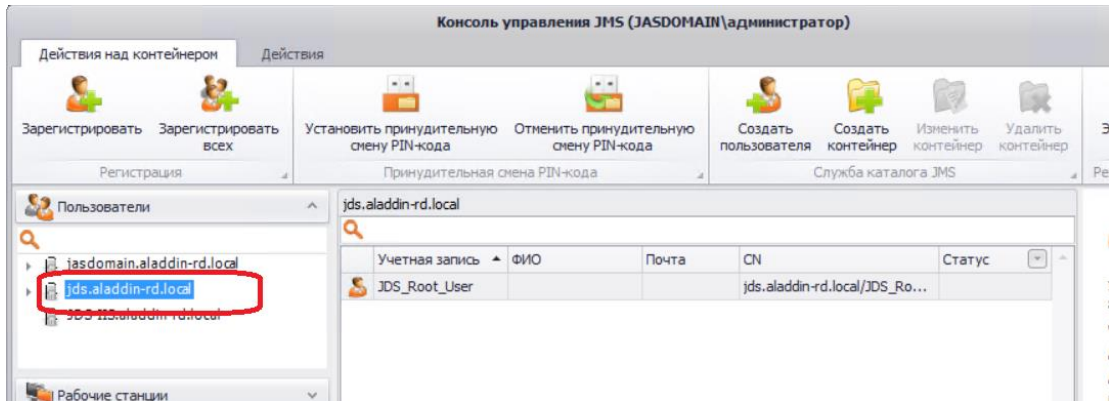 Консоль управления JMS (JASDOMAIN\администратор)
Действия над контейнером Действия
Зарегистрировать Зарегистрировать всех Установить принудительную смену PIN-кода Отменить принудительную смену PIN-кода Создать пользователя Создать контейнер Изменить контейнер Удалить контейнер
Регистрация Принудительная смена PIN-кода Служба каталога JMS
Пользователи
jds.aladdin-rd.local
Учетная запись ФИО Почта CN Статус
jasdomain.aladdin-rd.local
jds.aladdin-rd.local
JDS_Root_User jds.aladdin-rd.local/JDS_Ro...
JDS-IIS.aladdin-rd.local
Рабочие станции